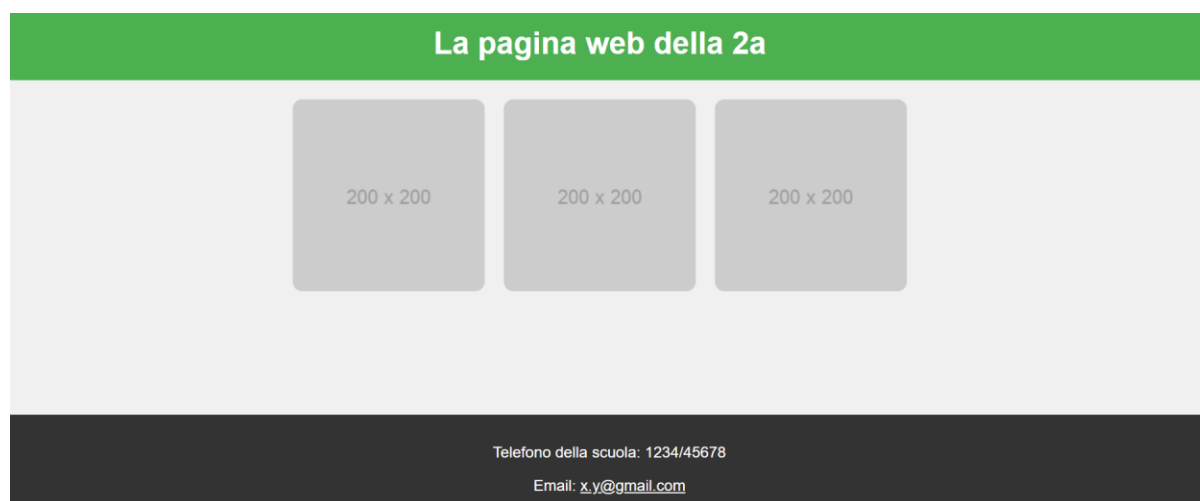 La pagina web della 2a
200 x 200 200 x 200 200 x 200
Telefono della scuola: 1234/45678
Email: x.y@gmail.com